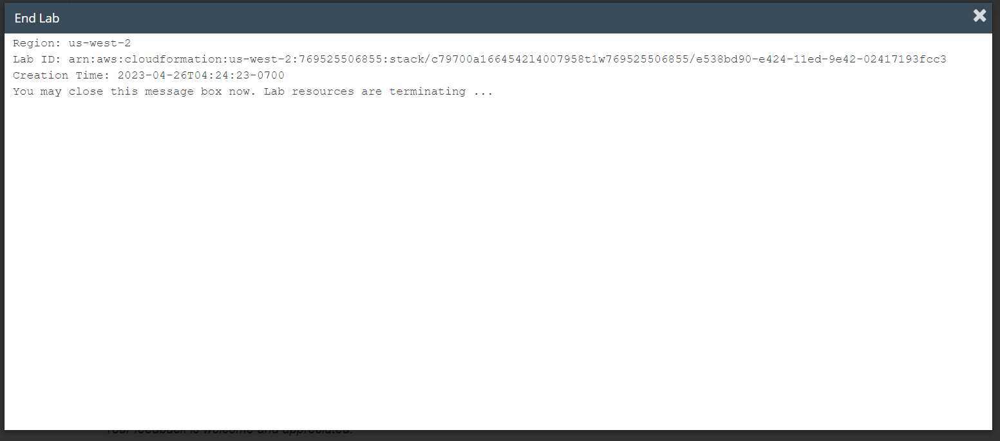 End Lab
Region: us-west-2
Lab ID: arn:aws:cloudformation:us-west-2:769525506855:stack/c79700a166454214007958t1w769525506855/e538bd90-e424-11ed-9e42-02417193fcc3
Creation Time: 2023-04-26T04:24:23-0700
You may close this message box now. Lab resources are terminating ...
Your feedback is welcome and appreciated.